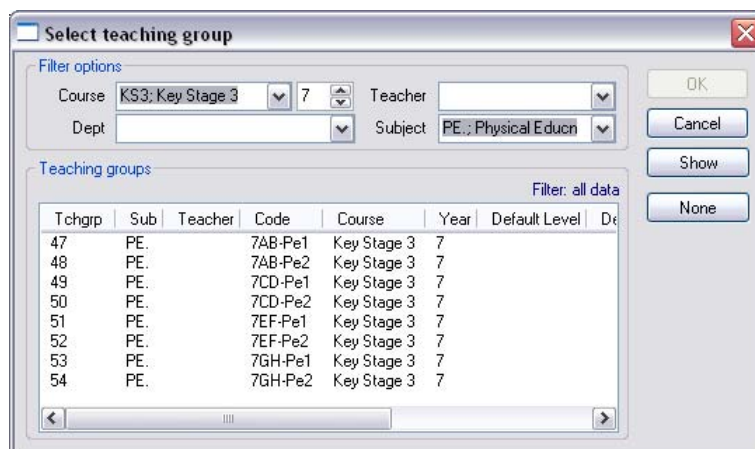 Select teaching group
Filter options
Course KS3; Key Stage 3 7 Teacher
Dept Subject PE.; Physical Educn
OK
Cancel
Show
None
Teaching groups
Filter: all data
Tchgrp Sub Teacher Code Course Year Default Level De
47 PE. 7AB-Pe1 Key Stage 3 7
48 PE. 7AB-Pe2 Key Stage 3 7
49 PE. 7CD-Pe1 Key Stage 3 7
50 PE. 7CD-Pe2 Key Stage 3 7
51 PE. 7EF-Pe1 Key Stage 3 7
52 PE. 7EF-Pe2 Key Stage 3 7
53 PE. 7GH-Pe1 Key Stage 3 7
54 PE. 7GH-Pe2 Key Stage 3 7